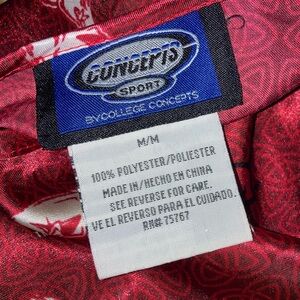 CONCEPTS
SPORT
BY COLLEGE CONCEPTS
M/M
100% POLYESTER/POLIESTER
MADE IN/HECHO EN CHINA
SEE REVERSE FOR CARE.
VE EL REVERSO PARA EL CUIDADO.
RN# 75767